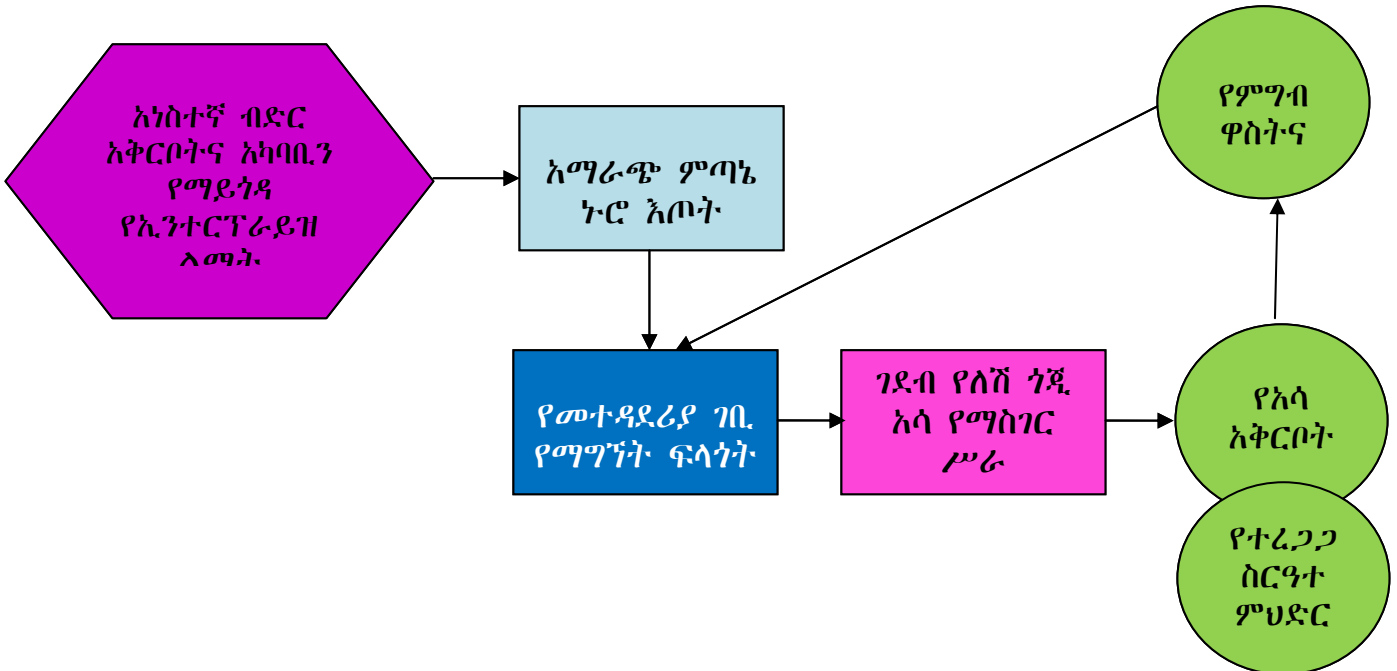 አነስተኛ ብድር
አቅርቦትና አካባቢን
የማይጎዳ
የኢንተርፕራይዝ
ልማት
አማራጭ ምጣኔ
ኑሮ እጦት
የመተዳደሪያ ገቢ
የማግኘት ፍላጎት
ገደብ የለሽ ጎጂ
አሳ የማስገር
ሥራ
የምግብ
ዋስትና
የአሳ
አቅርቦት
የተረጋጋ
ስርዓተ
ምህድር